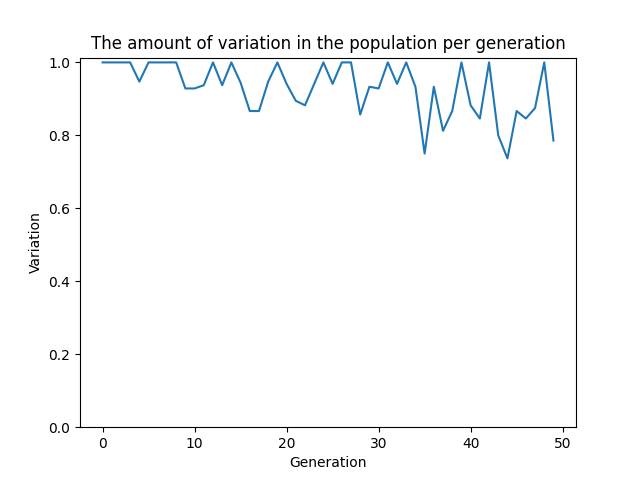 The amount of variation in the population per generation
1.0
0.8
0.6
0.4
0.2
0.0
Variation
0 10 20 30 40 50
Generation